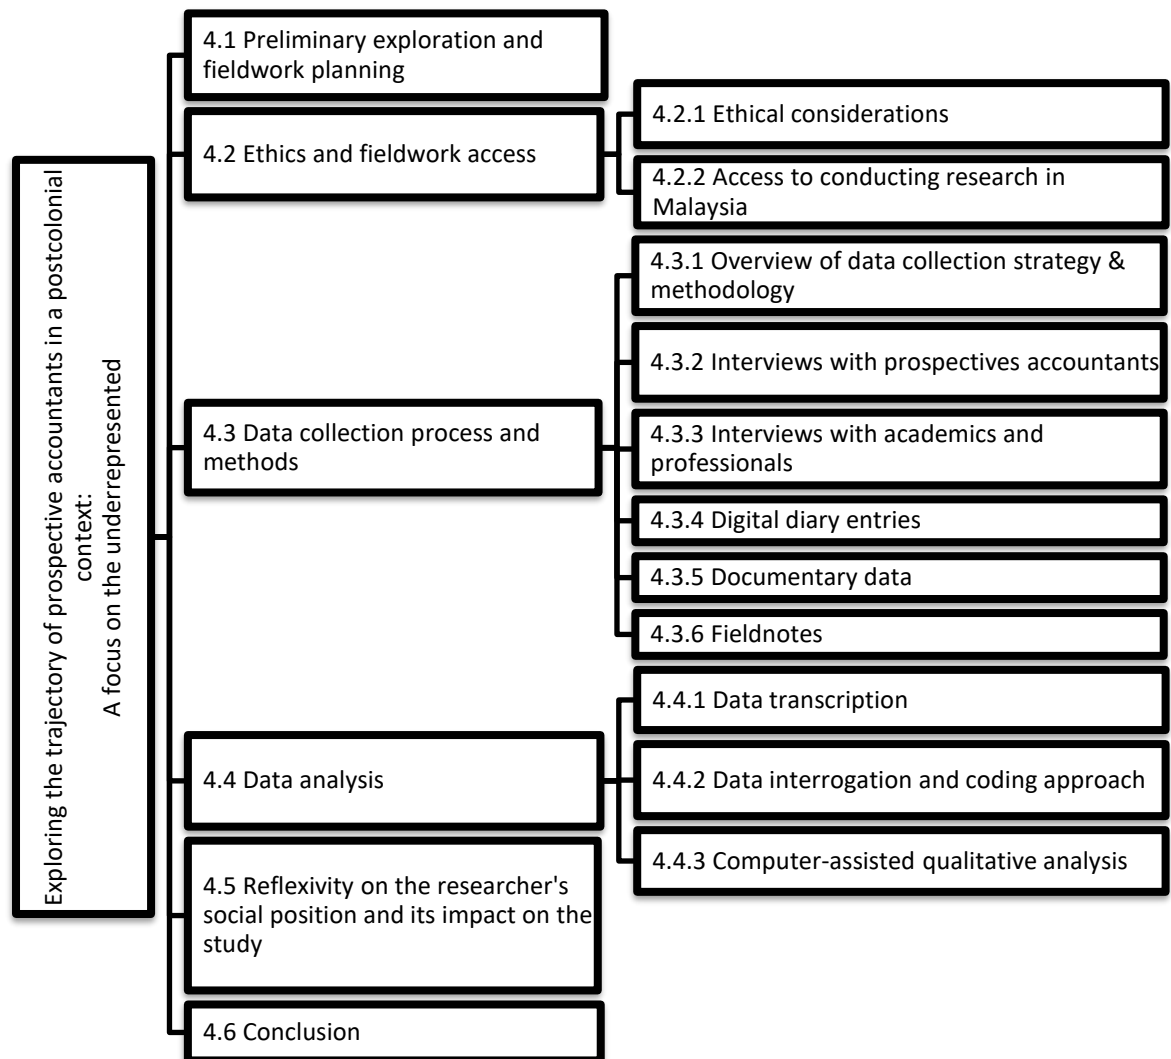 Exploring the trajectory of prospective accountants in a postcolonial
context:
A focus on the underrepresented
4.1 Preliminary exploration and
fieldwork planning
4.2 Ethics and fieldwork access
4.2.1 Ethical considerations
4.2.2 Access to conducting research in
Malaysia
4.3 Data collection process and
methods
4.3.1 Overview of data collection strategy &
methodology
4.3.2 Interviews with prospectives accountants
4.3.3 Interviews with academics and
professionals
4.3.4 Digital diary entries
4.3.5 Documentary data
4.3.6 Fieldnotes
4.4 Data analysis
4.4.1 Data transcription
4.4.2 Data interrogation and coding approach
4.4.3 Computer-assisted qualitative analysis
4.5 Reflexivity on the researcher's
social position and its impact on the
study
4.6 Conclusion